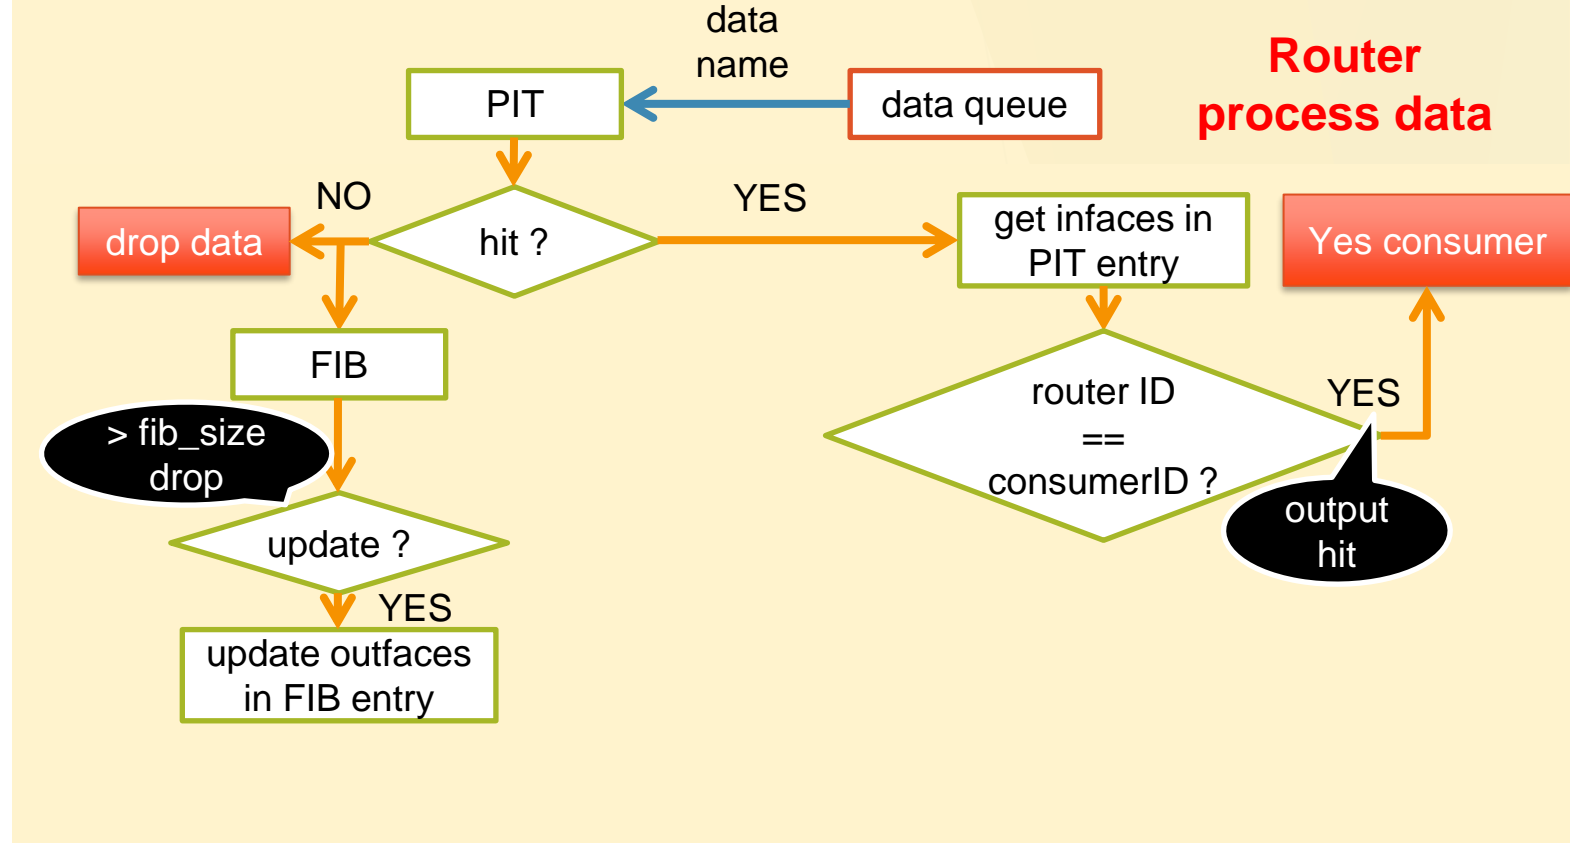 data
name
Router
process data
PIT
data queue
NO
YES
drop data
hit ?
get infaces in
PIT entry
Yes consumer
FIB
router ID
==
consumerID ?
YES
> fib_size
drop
output
hit
update ?
YES
update outfaces
in FIB entry